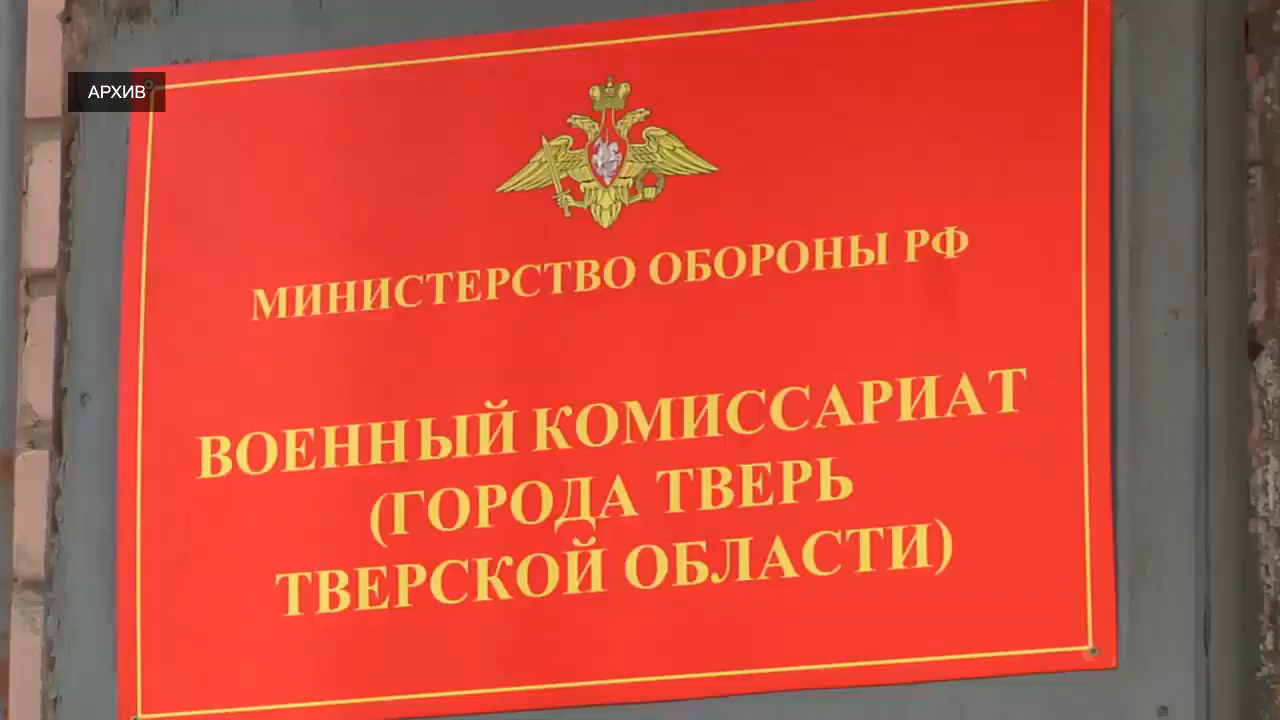 АРХИВ
МИНИСТЕРСТВО ОБОРОНЫ РФ
ВОЕННЫЙ КОМИССАРИАТ
(ГОРОДА ТВЕРЬ
ТВЕРСКОЙ ОБЛАСТИ)